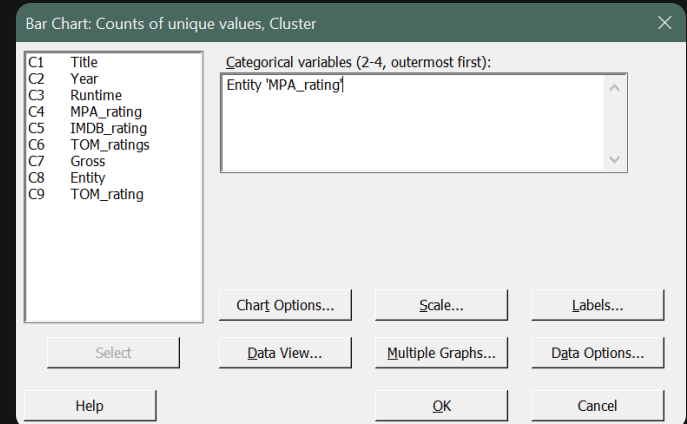 Bar Chart: Counts of unique values, Cluster
C1 Title
C2 Year
C3 Runtime
C4 MPA_rating
C5 IMDB_rating
C6 TOM_ratings
C7 Gross
C8 Entity
C9 TOM_rating
Categorical variables (2-4, outermost first):
Entity 'MPA_rating'
Chart Options...
Scale...
Labels...
Select
Data View...
Multiple Graphs...
Data Options...
Help
OK
Cancel